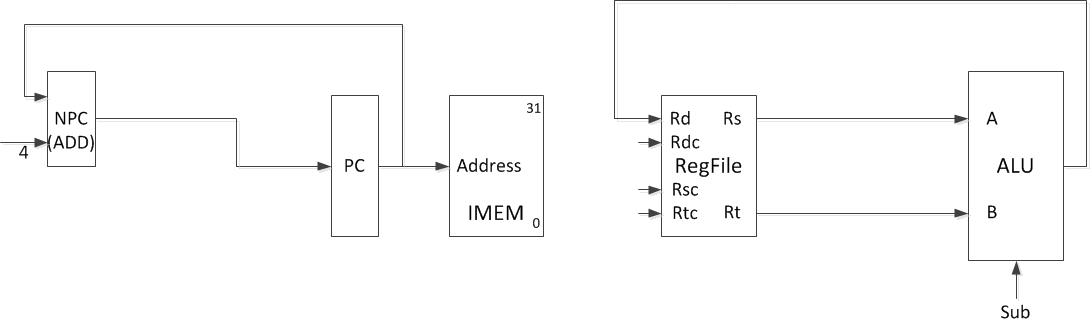 NPC
(ADD)
4
PC
31
Address
IMEM
0
Rd Rs
Rdc
RegFile
Rsc
Rtc Rt
A
ALU
B
Sub